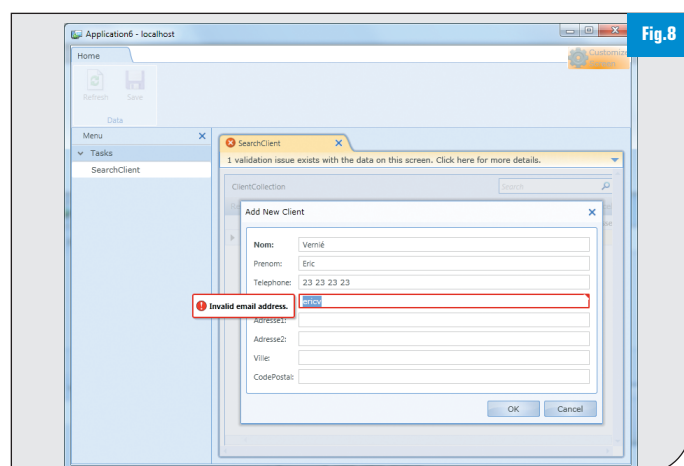 Fig.8
Application6 - localhost
Home
Customize
Refresh
Save
Data
Menu
Tasks
SearchClient
SearchClient
1 validation issue exists with the data on this screen. Click here for more details.
ClientCollection
Search
Add New Client
Nom: Vernié
Prenom: Eric
Telephone: 23 23 23 23
Invalid email address. ericv
Adresse1:
Adresse2:
Ville:
CodePostal:
OK
Cancel